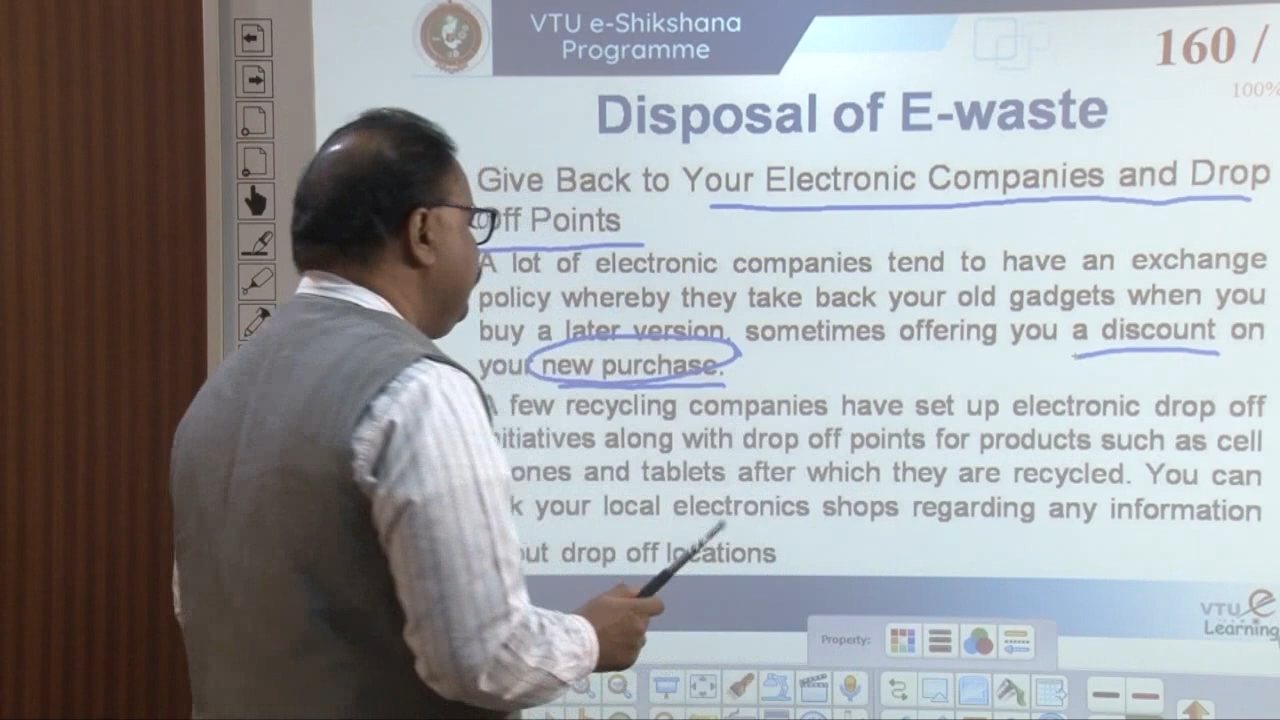 VTU e-Shikshana
Programme
160 /
100%
Disposal of E-waste
Give Back to Your Electronic Companies and Drop
Off Points
A lot of electronic companies tend to have an exchange
policy whereby they take back your old gadgets when you
buy a later version, sometimes offering you a discount on
your new purchase.
A few recycling companies have set up electronic drop off
itiatives along with drop off points for products such as cell
ones and tablets after which they are recycled. You can
k your local electronics shops regarding any information
out drop off locations
VTU e
Learning
Property: